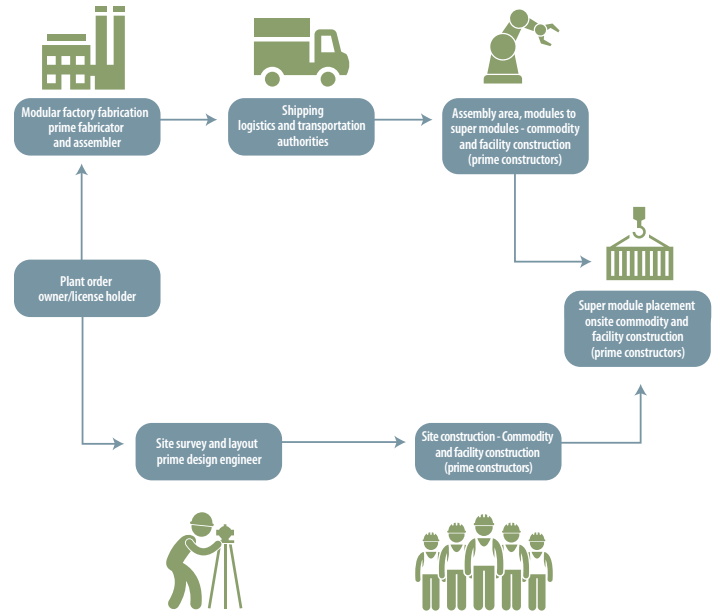 Modular factory fabrication
prime fabricator
and assembler
Shipping
logistics and transportation
authorities
Assembly area, modules to
super modules - commodity
and facility construction
(prime constructors)
Plant order
owner/license holder
Super module placement
onsite commodity and
facility construction
(prime constructors)
Site survey and layout
prime design engineer
Site construction - Commodity
and facility construction
(prime constructors)